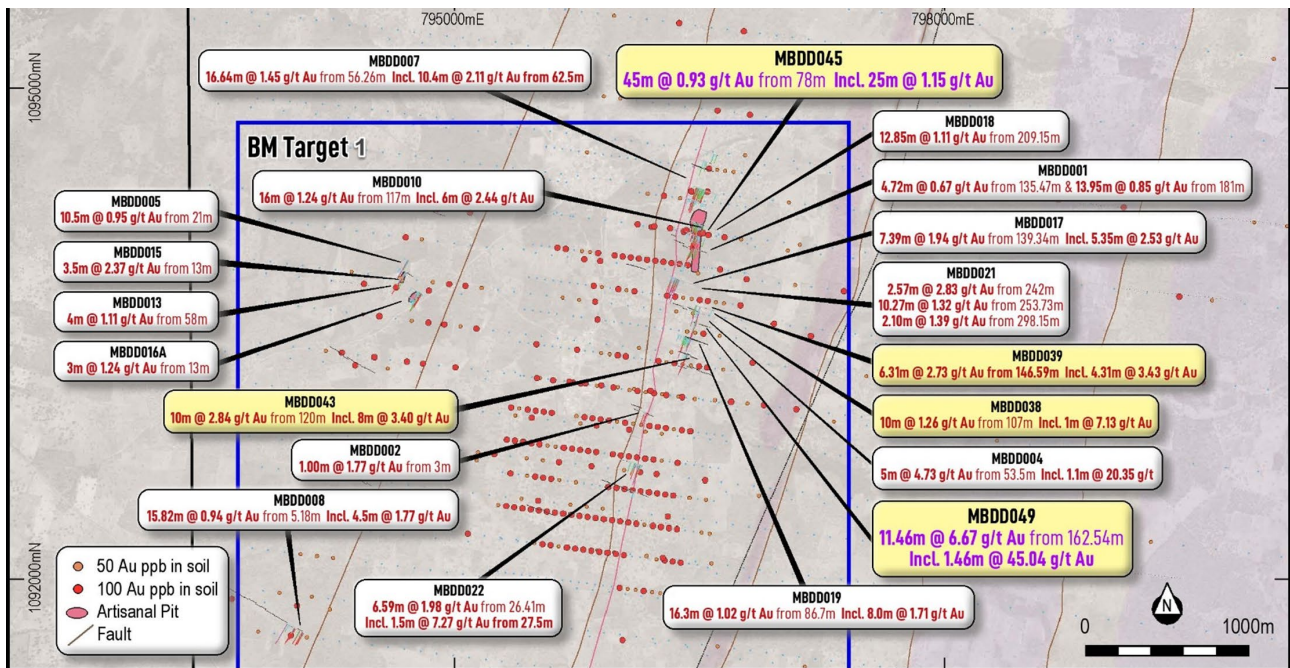 795000mE
798000mE
1095000mN
1092000mN
MBDD007
16.64m @ 1.45 g/t Au from 56.26m Incl. 10.4m @ 2.11 g/t Au from 62.5m
MBDD045
45m @ 0.93 g/t Au from 78m Incl. 25m @ 1.15 g/t Au
BM Target 1
MBDD018
12.85m @ 1.11 g/t Au from 209.15m
MBDD010
16m @ 1.24 g/t Au from 117m Incl. 6m @ 2.44 g/t Au
MBDD001
4.72m @ 0.67 g/t Au from 135.47m & 13.95m @ 0.85 g/t Au from 181m
MBDD005
10.5m @ 0.95 g/t Au from 21m
MBDD017
7.39m @ 1.94 g/t Au from 139.34m Incl. 5.35m @ 2.53 g/t Au
MBDD015
3.5m @ 2.37 g/t Au from 13m
MBDD021
2.57m @ 2.83 g/t Au from 242m
10.27m @ 1.32 g/t Au from 253.73m
2.10m @ 1.39 g/t Au from 298.15m
MBDD013
4m @ 1.11 g/t Au from 58m
MBDD016A
3m @ 1.24 g/t Au from 13m
MBDD039
6.31m @ 2.73 g/t Au from 146.59m Incl. 4.31m @ 3.43 g/t Au
MBDD043
10m @ 2.84 g/t Au from 120m Incl. 8m @ 3.40 g/t Au
MBDD038
10m @ 1.26 g/t Au from 107m Incl. 1m @ 7.13 g/t Au
MBDD002
1.00m @ 1.77 g/t Au from 3m
MBDD004
5m @ 4.73 g/t Au from 53.5m Incl. 1.1m @ 20.35 g/t
MBDD008
15.82m @ 0.94 g/t Au from 5.18m Incl. 4.5m @ 1.77 g/t Au
MBDD049
11.46m @ 6.67 g/t Au from 162.54m
Incl. 1.46m @ 45.04 g/t Au
MBDD022
6.59m @ 1.98 g/t Au from 26.41m
Incl. 1.5m @ 7.27 g/t Au from 27.5m
MBDD019
16.3m @ 1.02 g/t Au from 86.7m Incl. 8.0m @ 1.71 g/t Au
50 Au ppb in soil
100 Au ppb in soil
Artisanal Pit
Fault
N
0
1000m